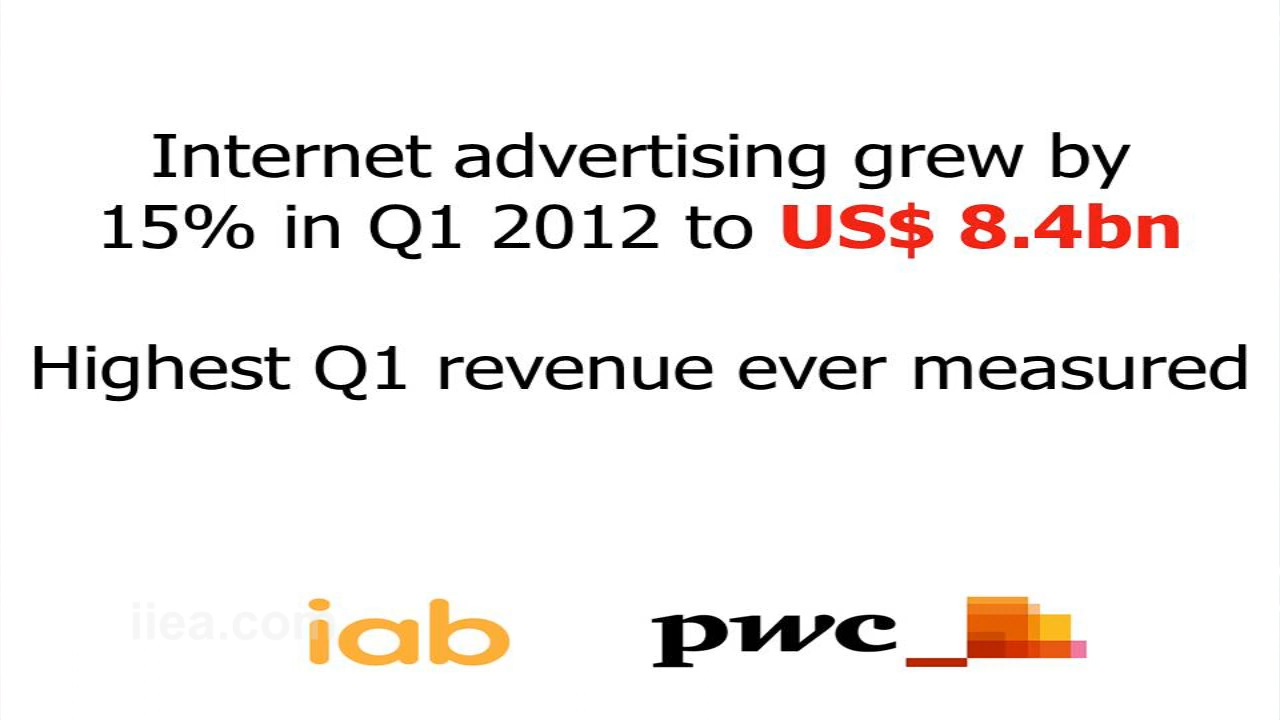 Internet advertising grew by
15% in Q1 2012 to US$ 8.4bn
Highest Q1 revenue ever measured
iiea.com
iab
pwc